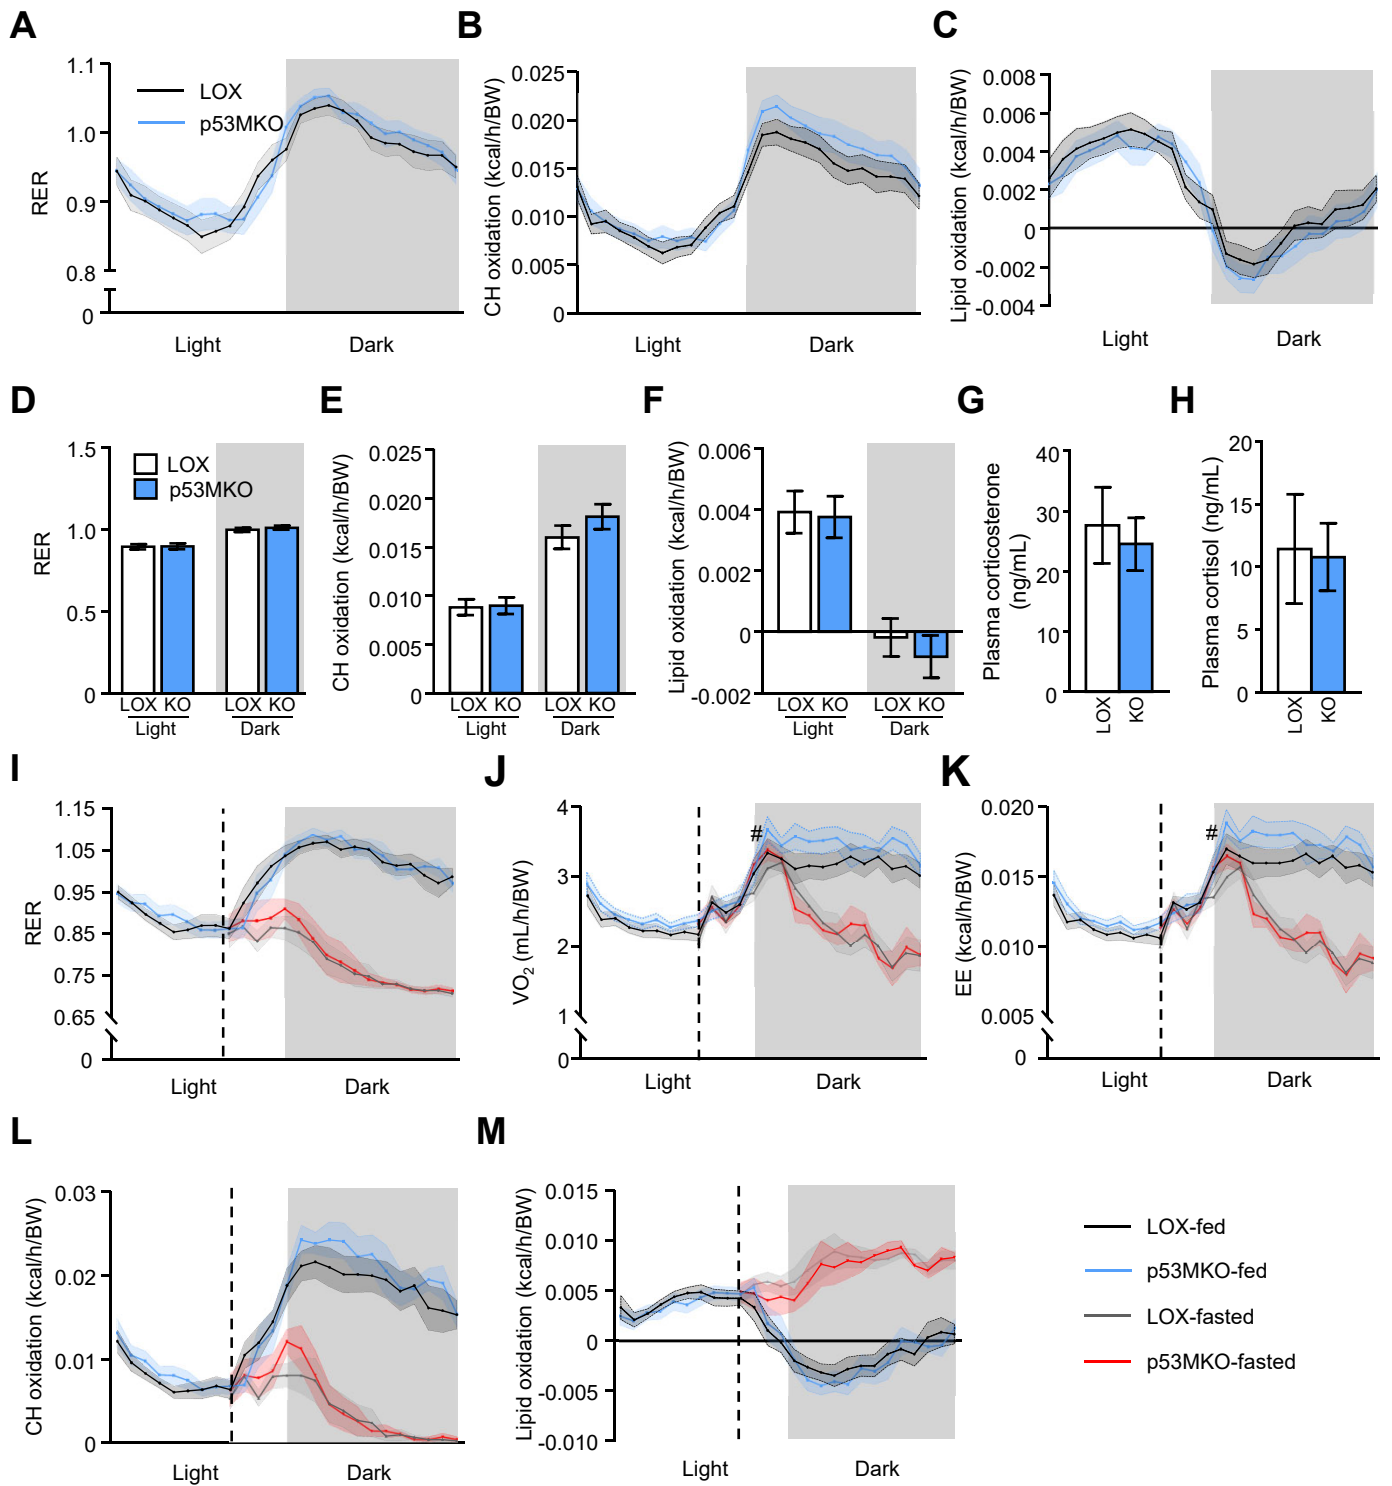 A
B
C
1.1
1.0
0.9
0.8
0
RER
LOX
p53MKO
Light
Dark
0.025
0.020
0.015
0.010
0.005
0
CH oxidation (kcal/h/BW)
Light
Dark
0.008
0.006
0.004
0.002
0
-0.002
-0.004
Lipid oxidation (kcal/h/BW)
Light
Dark
D
E
F
G
H
1.5
1.0
0.5
0
RER
LOX
p53MKO
LOX KO
LOX KO
Light
Dark
0.025
0.020
0.015
0.010
0.005
0
CH oxidation (kcal/h/BW)
LOX KO
LOX KO
Light
Dark
0.006
0.004
0.002
0
-0.002
Lipid oxidation (kcal/h/BW)
LOX KO
LOX KO
Light
Dark
40
30
20
10
0
Plasma corticosterone
(ng/mL)
LOX
KO
20
15
10
5
0
Plasma cortisol (ng/mL)
LOX
KO
I
J
K
1.15
1.05
0.95
0.85
0.75
0.65
0
RER
Light
Dark
4
3
2
1
0
VO2 (mL/h/BW)
#
Light
Dark
0.020
0.015
0.010
0.005
0
EE (kcal/h/BW)
#
Light
Dark
L
M
0.03
0.02
0.01
0
CH oxidation (kcal/h/BW)
Light
Dark
0.015
0.010
0.005
0
-0.005
-0.010
Lipid oxidation (kcal/h/BW)
Light
Dark
LOX-fed
p53MKO-fed
LOX-fasted
p53MKO-fasted